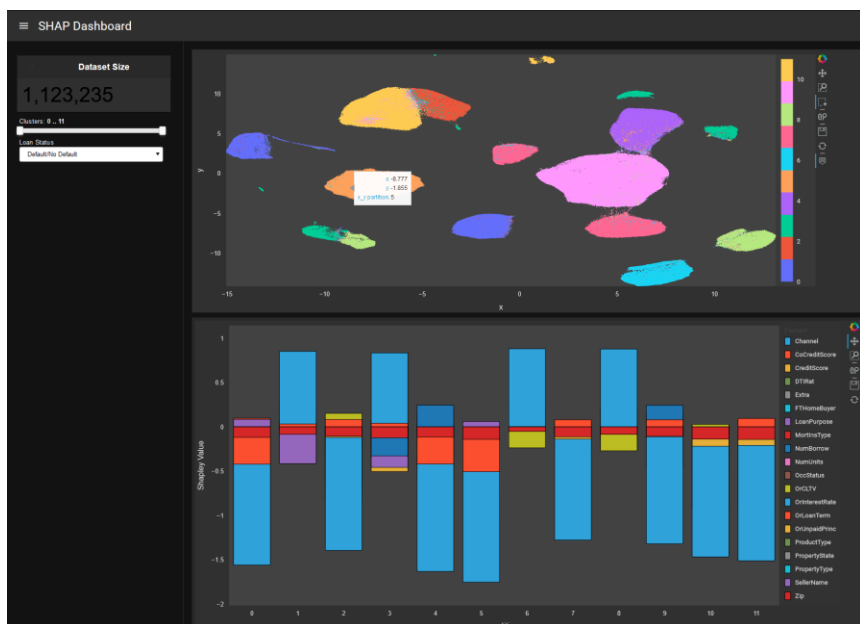 SHAP Dashboard
Dataset Size
1,123,235
Clusters: 0 .. 11
Loan Status
Default/No Default
y
10
5
0
−5
−10
−15
−10
−5
0
5
10
x
x: -8.777
y: -1.855
x_y partition: 5
10
8
6
4
2
0
Shapley Value
1
0.5
0
−0.5
−1
−1.5
−2
0
1
2
3
4
5
6
7
8
9
10
11
Channel
CoCreditScore
CreditScore
DTIRat
Extra
FTHomeBuyer
LoanPurpose
MortInsType
NumBorrow
NumUnits
OccStatus
OrCLTV
OrInterestRate
OrLoanTerm
OrUnpaidPrinc
ProductType
PropertyState
PropertyType
SellerName
Zip